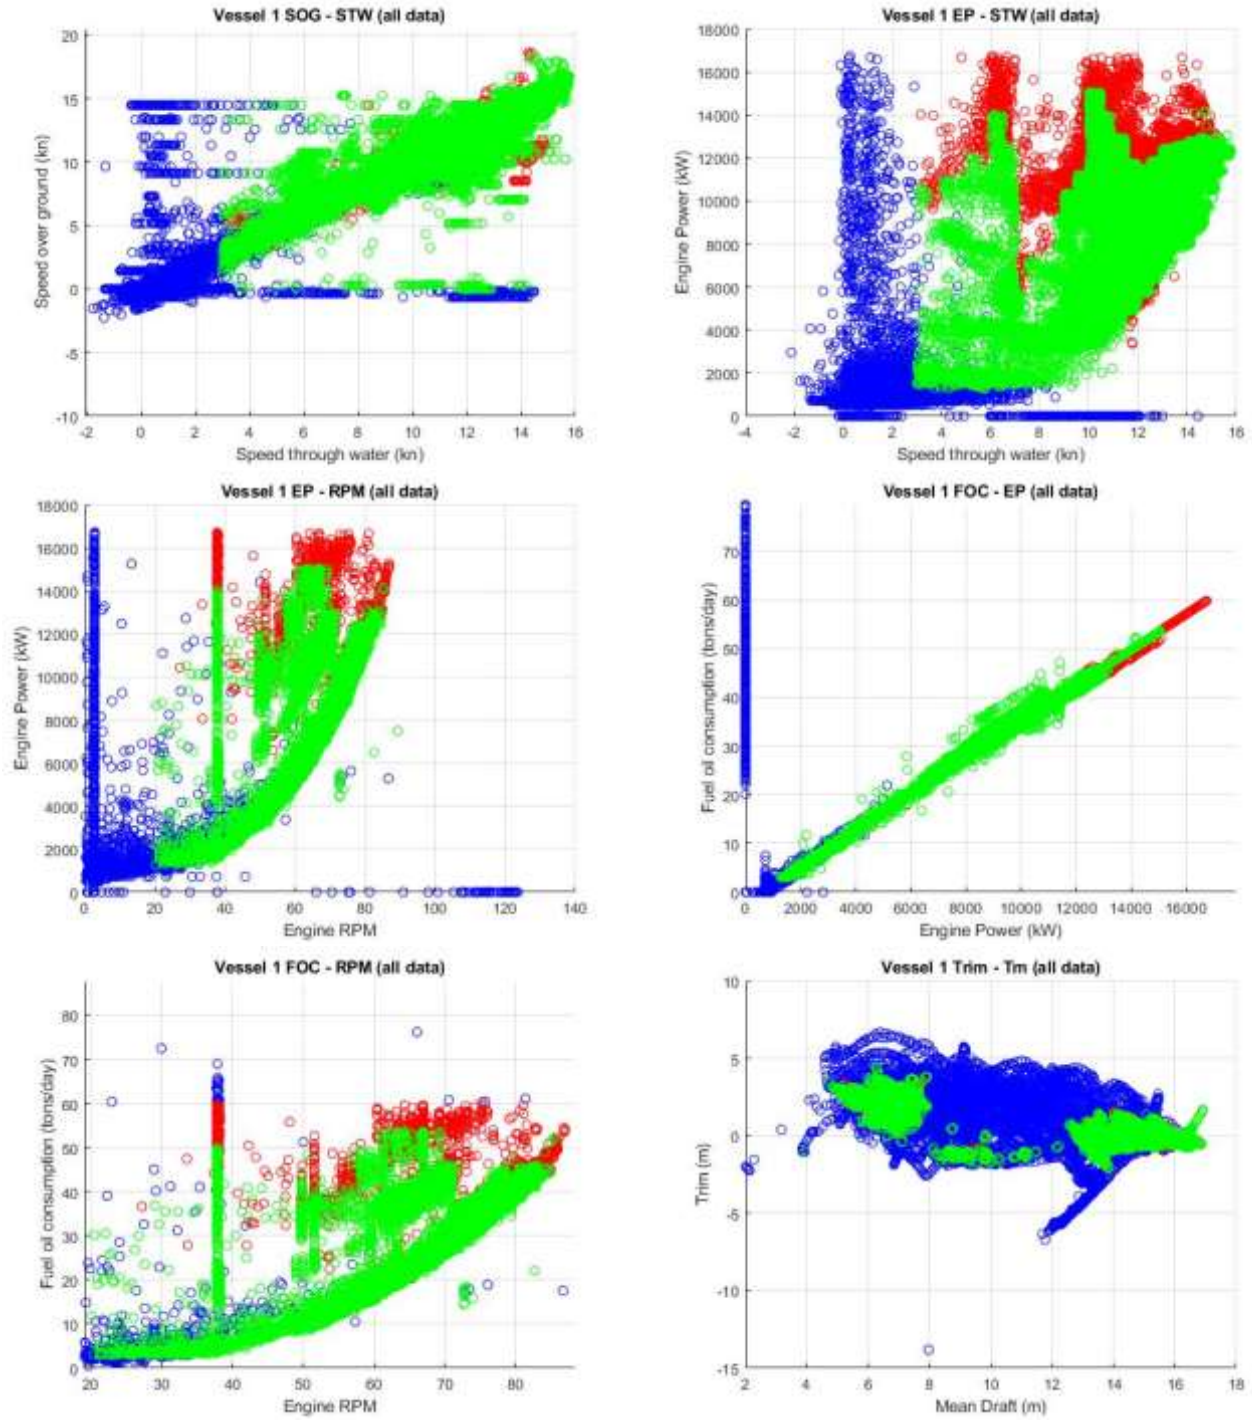 Vessel 1 SOG - STW (all data)
20
15
10
5
0
-5
-10
-2 0 2 4 6 8 10 12 14 16
Speed over ground (kn)
Speed through water (kn)
Vessel 1 EP - STW (all data)
18000
16000
14000
12000
10000
8000
6000
4000
2000
0
-4 -2 0 2 4 6 8 10 12 14 16
Engine Power (kW)
Speed through water (kn)
Vessel 1 EP - RPM (all data)
18000
16000
14000
12000
10000
8000
6000
4000
2000
0
0 20 40 60 80 100 120 140
Engine Power (kW)
Engine RPM
Vessel 1 FOC - EP (all data)
70
60
50
40
30
20
10
0
0 2000 4000 6000 8000 10000 12000 14000 16000
Fuel oil consumption (tons/day)
Engine Power (kW)
Vessel 1 FOC - RPM (all data)
80
70
60
50
40
30
20
10
0
20 30 40 50 60 70 80
Fuel oil consumption (tons/day)
Engine RPM
Vessel 1 Trim - Tm (all data)
10
5
0
-5
-10
-15
2 4 6 8 10 12 14 16 18
Trim (m)
Mean Draft (m)